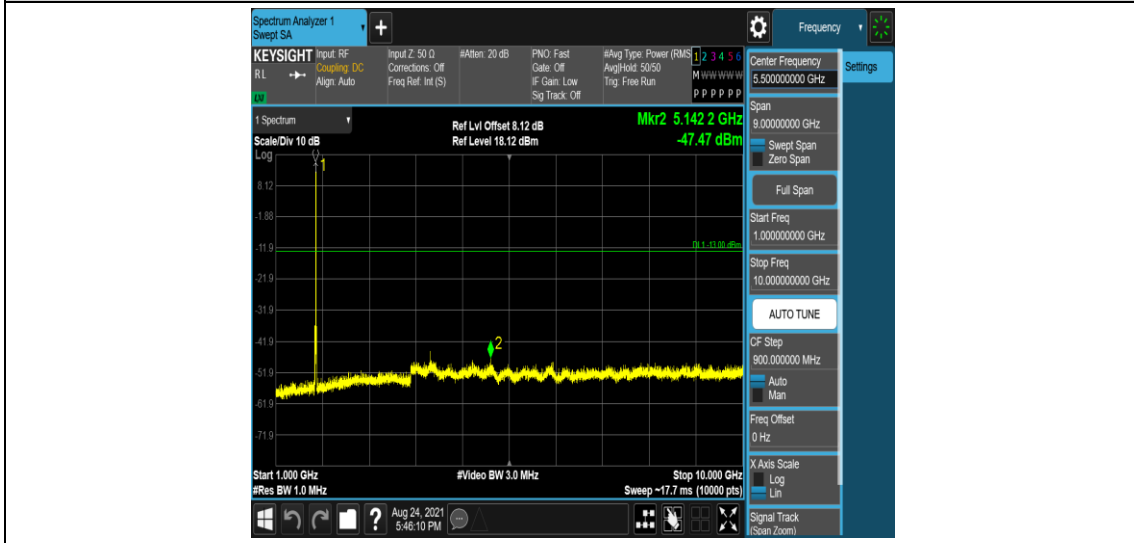 Spectrum Analyzer 1
Swept SA
+
Frequency
KEYSIGHT
RL
Input: RF
Coupling: DC
Align: Auto
Input Z: 50 Ω
Corrections: Off
Freq Ref: Int (S)
#Atten: 20 dB
PNO: Fast
Gate: Off
IF Gain: Low
Sig Track: Off
#Avg Type: Power (RMS
Avg|Hold: 50/50
Trig: Free Run
1 2 3 4 5 6
M W W W W W
P P P P P P
1 Spectrum
Scale/Div 10 dB
Log
Ref Lvl Offset 8.12 dB
Ref Level 18.12 dBm
Mkr2 5.142 2 GHz
-47.47 dBm
1
8.12
-1.88
-11.9
DL1 -13.00 dBm
-21.9
-31.9
-41.9
2
-51.9
-61.9
-71.9
Start 1.000 GHz
#Res BW 1.0 MHz
#Video BW 3.0 MHz
Stop 10.000 GHz
Sweep ~17.7 ms (10000 pts)
Center Frequency
5.500000000 GHz
Settings
Span
9.00000000 GHz
Swept Span
Zero Span
Full Span
Start Freq
1.000000000 GHz
Stop Freq
10.000000000 GHz
AUTO TUNE
CF Step
900.000000 MHz
Auto
Man
Freq Offset
0 Hz
X Axis Scale
Log
Lin
Signal Track
(Span Zoom)
?
Aug 24, 2021
5:46:10 PM